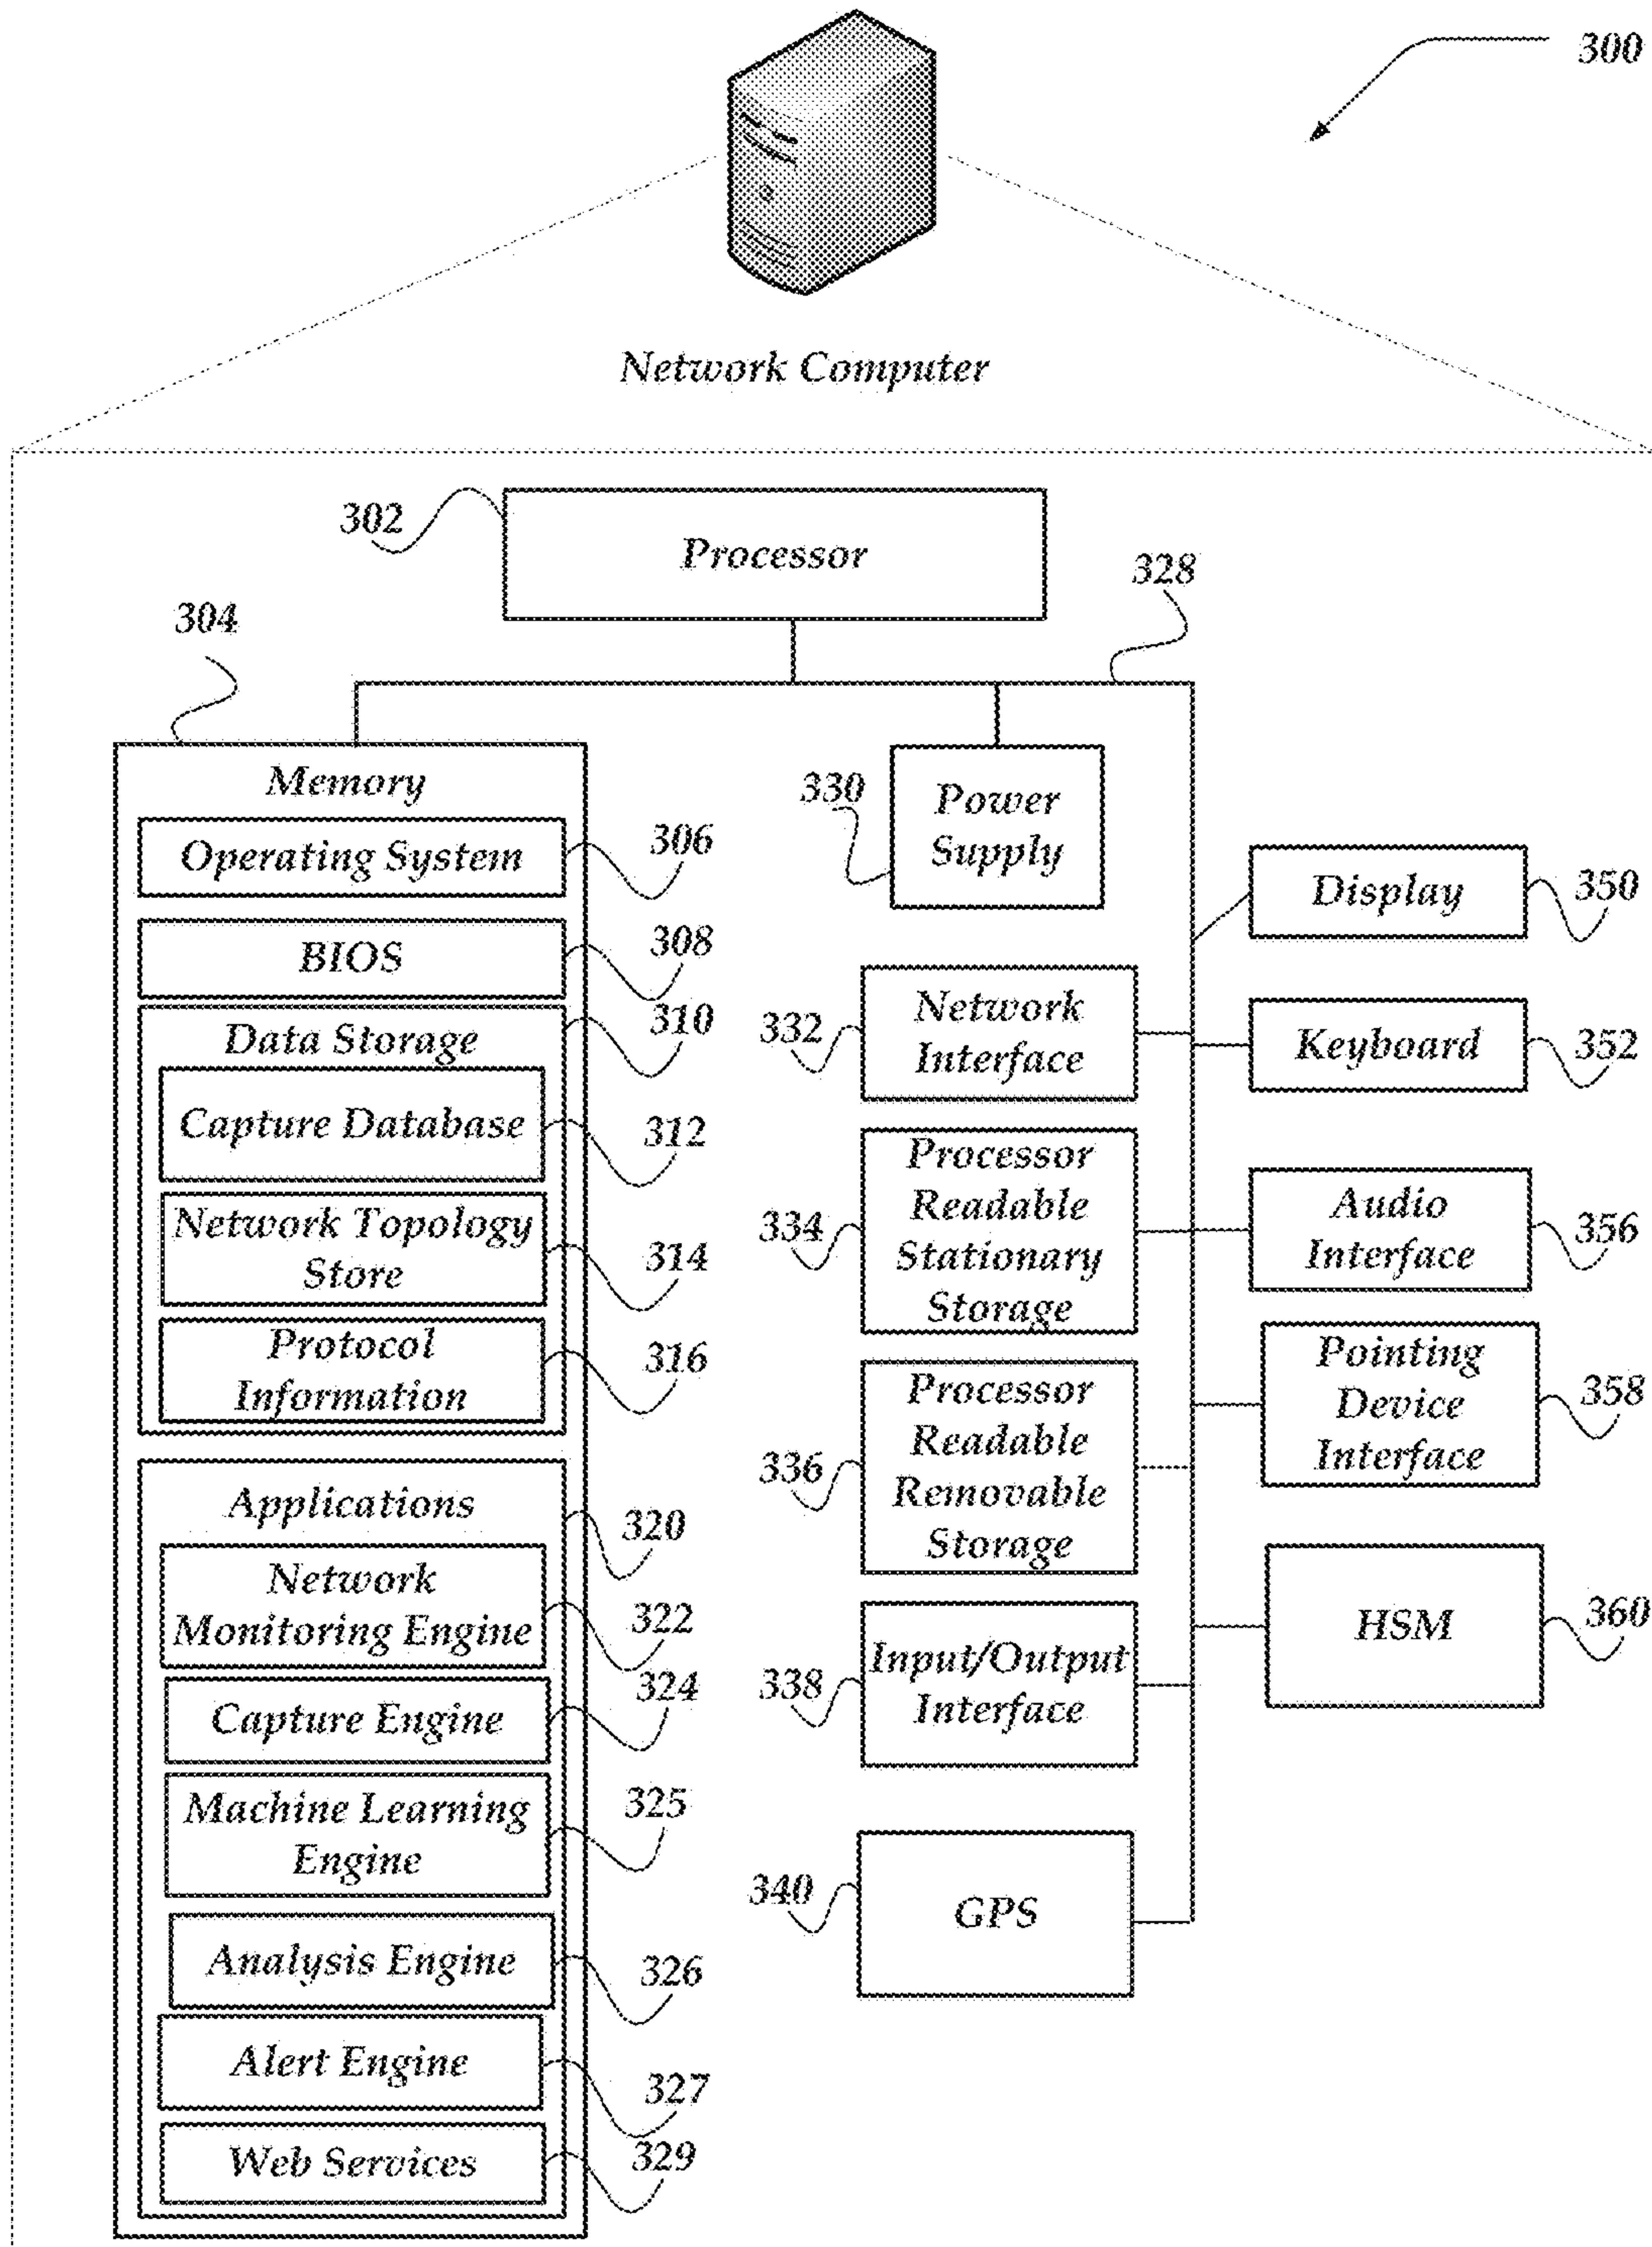 300
Network Computer
302
Processor
328
304
Memory
Operating System
306
BIOS
308
Data Storage
310
Capture Database
312
Network Topology
Store
314
Protocol
Information
316
Applications
320
Network
Monitoring Engine
322
Capture Engine
324
Machine Learning
Engine
325
Analysis Engine
326
Alert Engine
327
Web Services
329
330
Power
Supply
332
Network
Interface
334
Processor
Readable
Stationary
Storage
336
Processor
Readable
Removable
Storage
338
Input/Output
Interface
340
GPS
Display
350
Keyboard
352
Audio
Interface
356
Pointing
Device
Interface
358
HSM
360